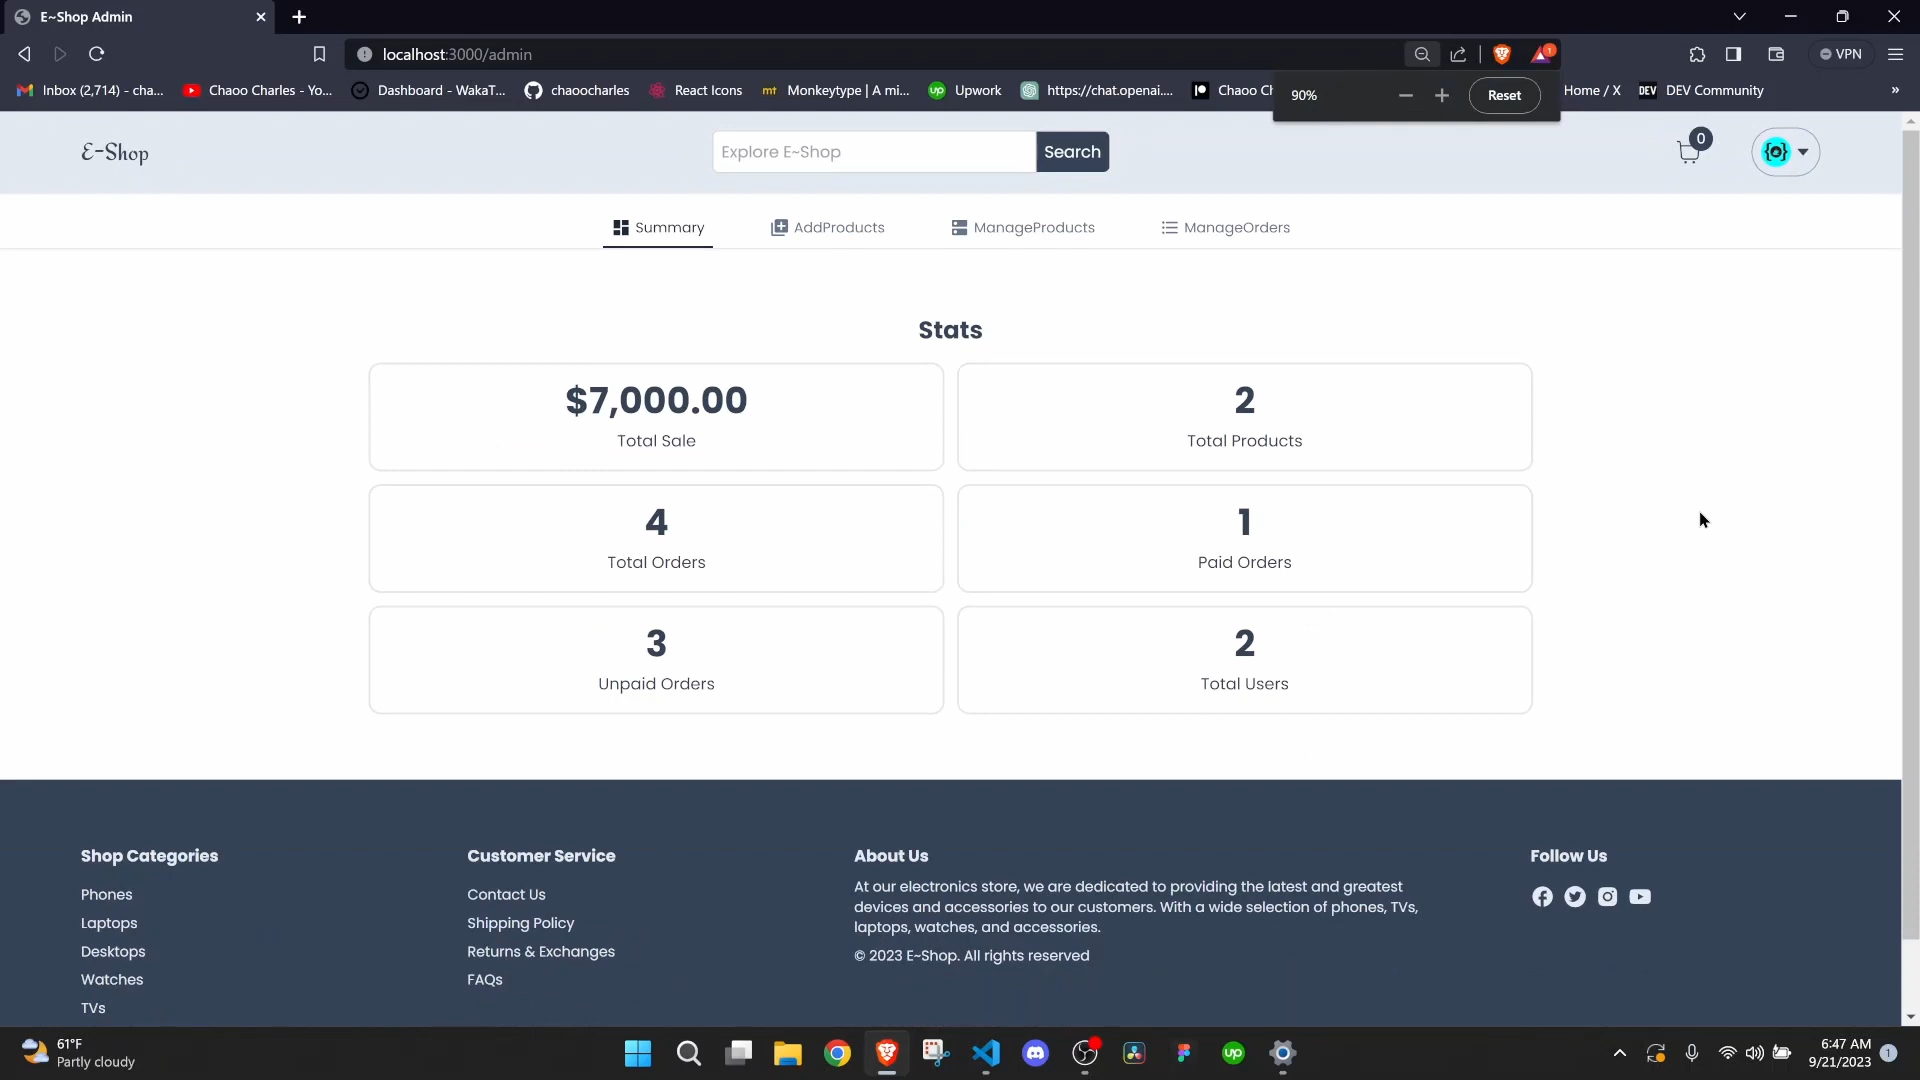 E~Shop Admin
localhost:3000/admin
1
VPN
Inbox (2,714) - cha...
Chaoo Charles - Yo...
Dashboard - WakaT...
chaoocharles
React Icons
mt Monkeytype | A mi...
up Upwork
https://chat.openai....
Chaoo Ch
Home / X
DEV DEV Community
»
90%
Reset
E~Shop
Explore E~Shop
Search
0
Summary
AddProducts
ManageProducts
ManageOrders
Stats
$7,000.00
Total Sale
2
Total Products
4
Total Orders
1
Paid Orders
3
Unpaid Orders
2
Total Users
Shop Categories
Phones
Laptops
Desktops
Watches
TVs
Customer Service
Contact Us
Shipping Policy
Returns & Exchanges
FAQs
About Us
At our electronics store, we are dedicated to providing the latest and greatest
devices and accessories to our customers. With a wide selection of phones, TVs,
laptops, watches, and accessories.
© 2023 E~Shop. All rights reserved
Follow Us
61°F
Partly cloudy
up
6:47 AM
9/21/2023
1